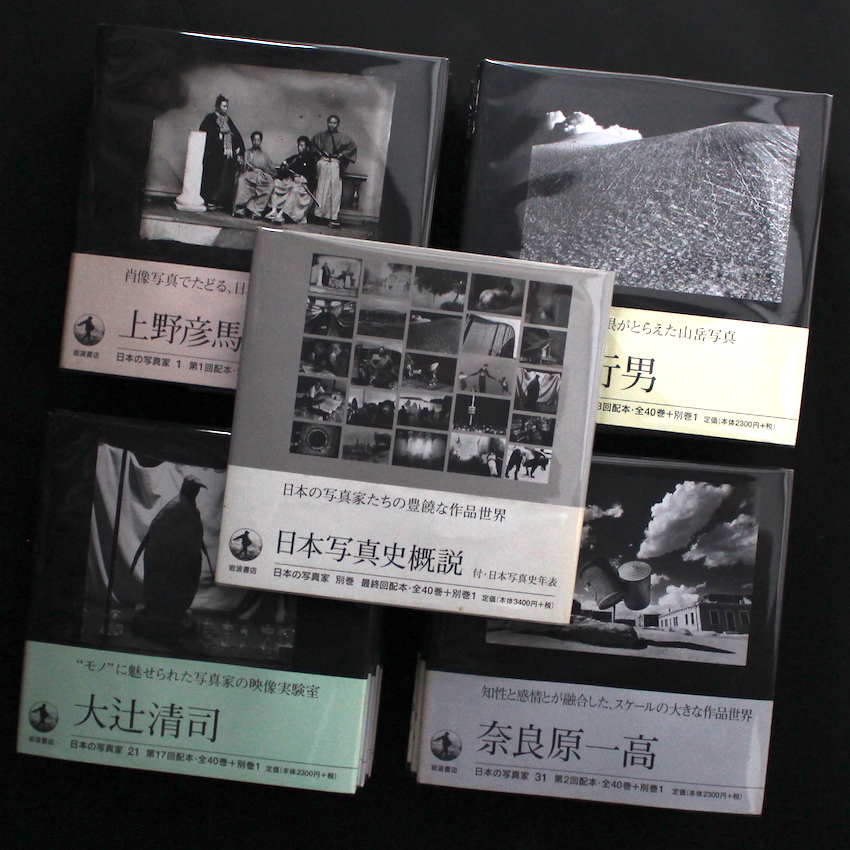 肖像写真でたどる、日
上野彦馬
岩波書店
日本の写真家 1 第1回配本・
がとらえた山岳写真
行男
回配本・全40巻+別巻1 定価(本体2300円+税)
日本の写真家たちの豊饒な作品世界
日本写真史概説 付・日本写真史年表
岩波書店
日本の写真家 別巻 最終回配本・全40巻+別巻1 定価(本体3400円+税)
“モノ”に魅せられた写真家の映像実験室
大辻清司
岩波書店
日本の写真家 21 第17回配本・全40巻+別巻1 定価(本体2300円+税)
知性と感情とが融合した、スケールの大きな作品世界
奈良原一高
岩波書店
日本の写真家 31 第2回配本・全40巻+別巻1 定価(本体2300円+税)